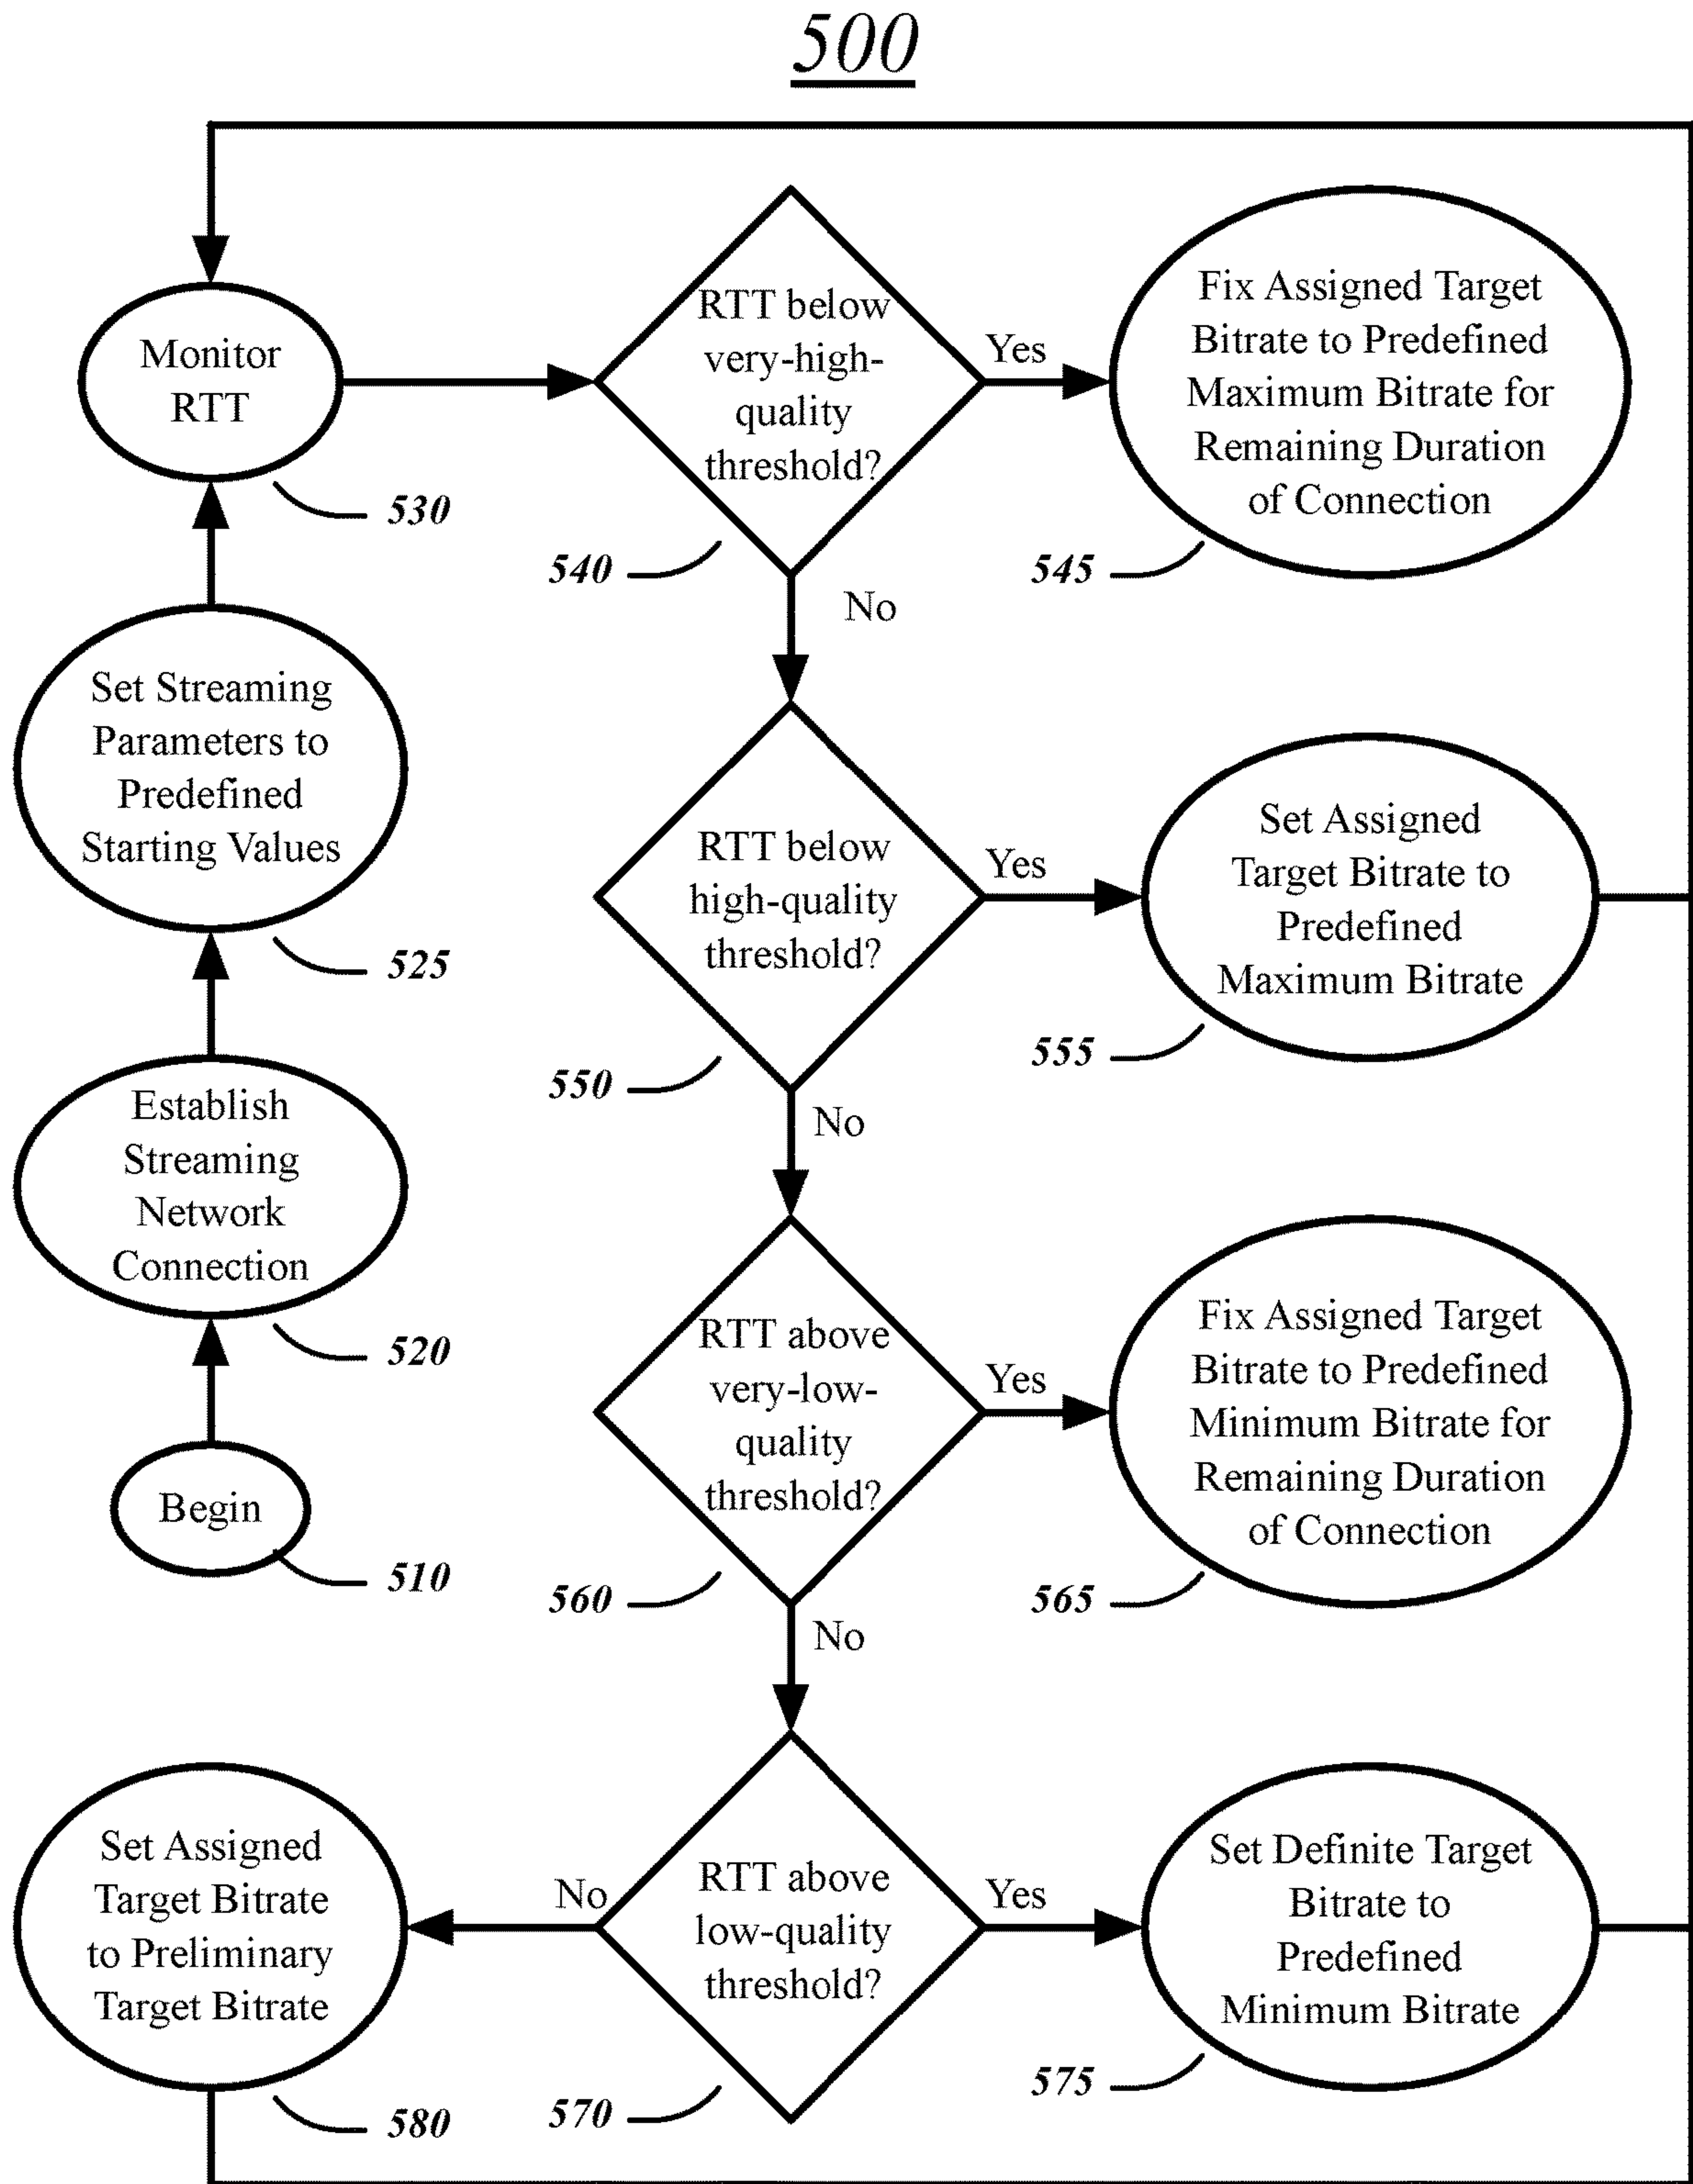 500
Monitor
RTT
530
RTT below
very-high-
quality
threshold?
540
Yes
No
Fix Assigned Target
Bitrate to Predefined
Maximum Bitrate for
Remaining Duration
of Connection
545
Set Streaming
Parameters to
Predefined
Starting Values
525
RTT below
high-quality
threshold?
550
Yes
No
Set Assigned
Target Bitrate to
Predefined
Maximum Bitrate
555
Establish
Streaming
Network
Connection
520
RTT above
very-low-
quality
threshold?
560
Yes
No
Fix Assigned Target
Bitrate to Predefined
Minimum Bitrate for
Remaining Duration
of Connection
565
Begin
510
Set Assigned
Target Bitrate
to Preliminary
Target Bitrate
580
No
RTT above
low-quality
threshold?
570
Yes
Set Definite Target
Bitrate to
Predefined
Minimum Bitrate
575